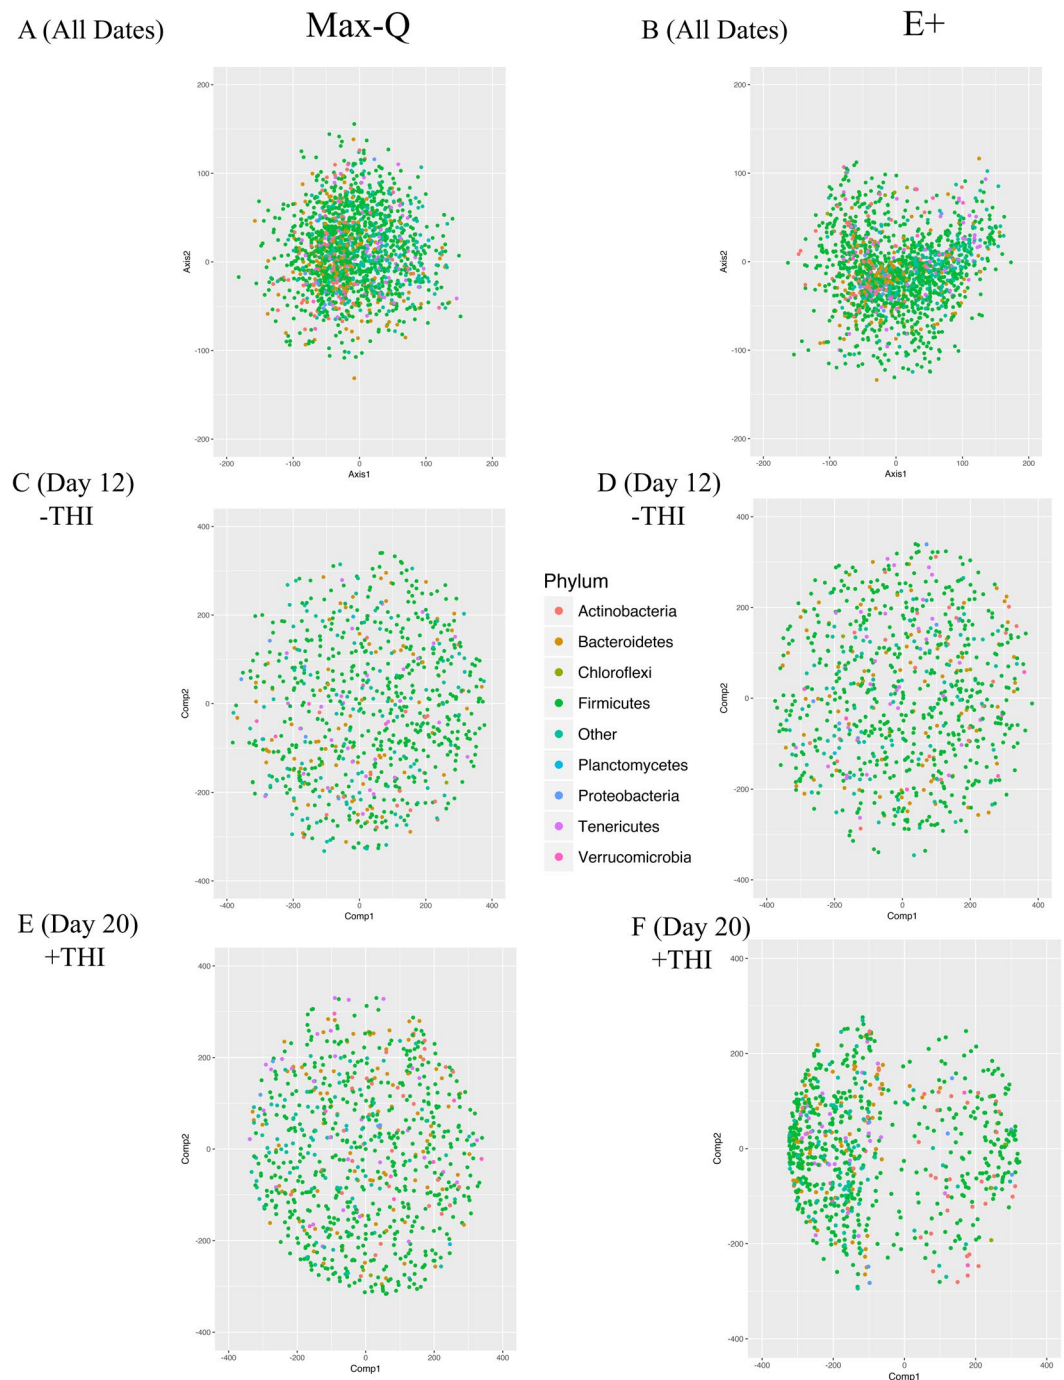 A (All Dates)
Max-Q
B (All Dates)
E+
200
100
0
-100
-200
Axis2
-200
-100
0
100
200
Axis1
200
100
0
-100
-200
Axis2
-200
-100
0
100
200
Axis1
C (Day 12)
-THI
400
200
0
-200
-400
Comp2
-400
-200
0
200
400
Comp1
Phylum
Actinobacteria
Bacteroidetes
Chloroflexi
Firmicutes
Other
Planctomycetes
Proteobacteria
Tenericutes
Verrucomicrobia
D (Day 12)
-THI
400
200
0
-200
-400
Comp2
-400
-200
0
200
400
Comp1
E (Day 20)
+THI
400
200
0
-200
-400
Comp2
-400
-200
0
200
400
Comp1
F (Day 20)
+THI
400
200
0
-200
-400
Comp2
-400
-200
0
200
400
Comp1